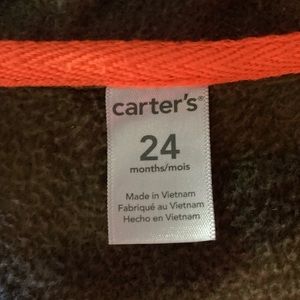 carter's®
24
months/mois
Made in Vietnam
Fabriqué au Vietnam
Hecho en Vietnam